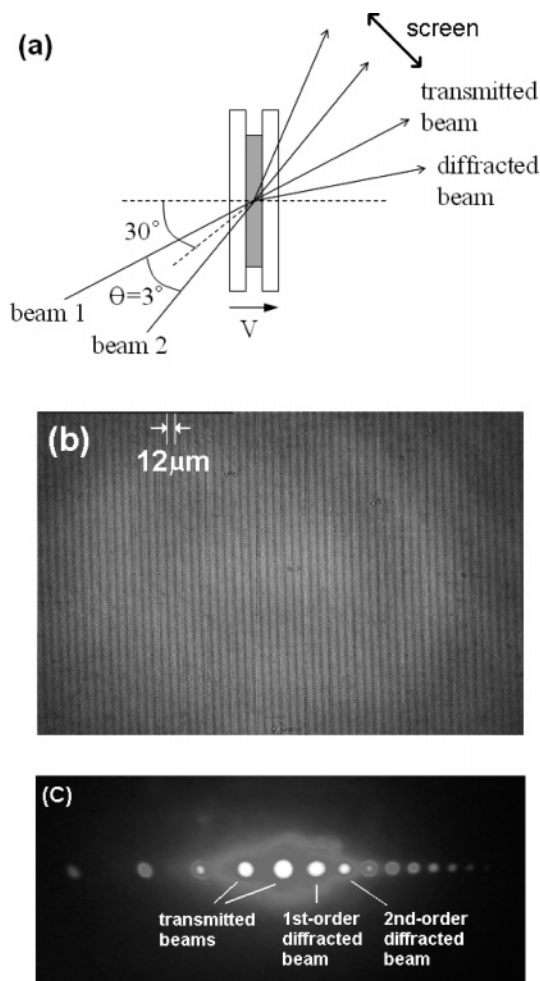 (a)
screen
transmitted
beam
diffracted
beam
30°
Θ=3°
beam 1
beam 2
V
(b)
12μm
(C)
transmitted
beams
1st-order
diffracted
beam
2nd-order
diffracted
beam